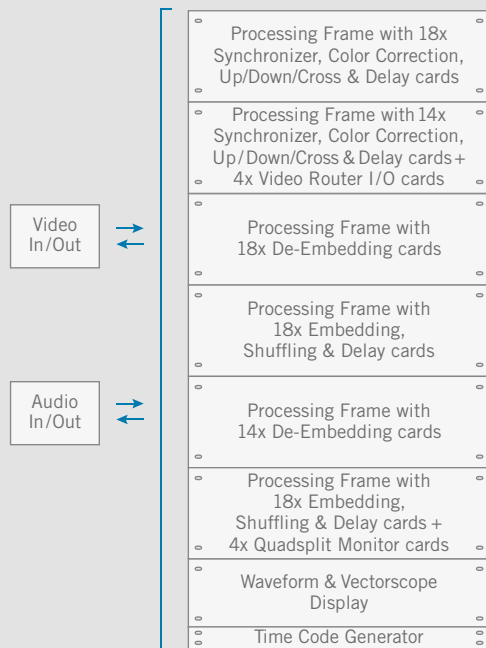 Processing Frame with 18x
Synchronizer, Color Correction,
Up/Down/Cross & Delay cards
Processing Frame with 14x
Synchronizer, Color Correction,
Up/Down/Cross & Delay cards +
4x Video Router I/O cards
Video
In/Out
Processing Frame with
18x De-Embedding cards
Processing Frame with
18x Embedding,
Shuffling & Delay cards
Audio
In/Out
Processing Frame with
14x De-Embedding cards
Processing Frame with
18x Embedding,
Shuffling & Delay cards +
4x Quadsplit Monitor cards
Waveform & Vectorscope
Display
Time Code Generator